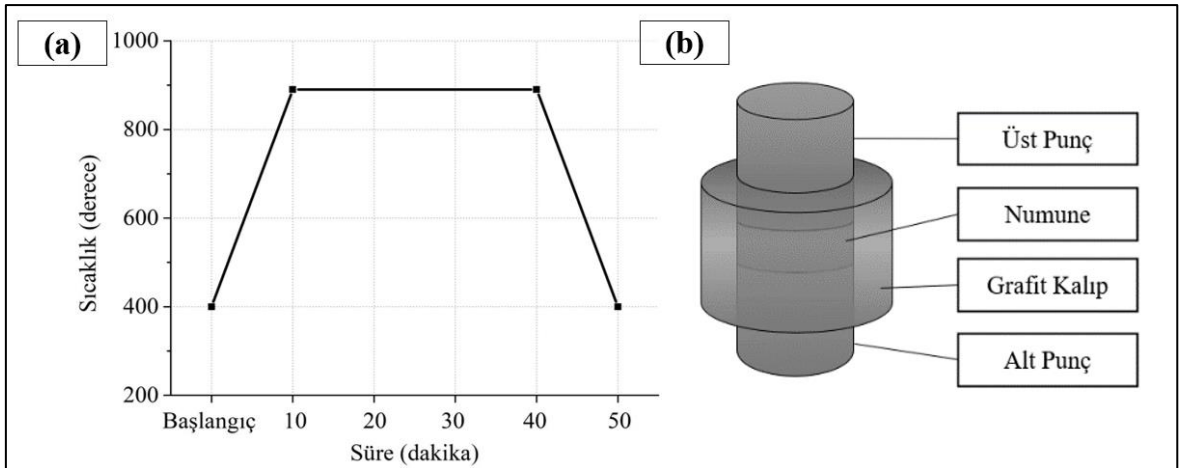 (a)
1000
800
600
400
200
Sıcaklık (derece)
Başlangıç 10 20 30 40 50
Süre (dakika)
(b)
Üst Punç
Numune
Grafit Kalıp
Alt Punç